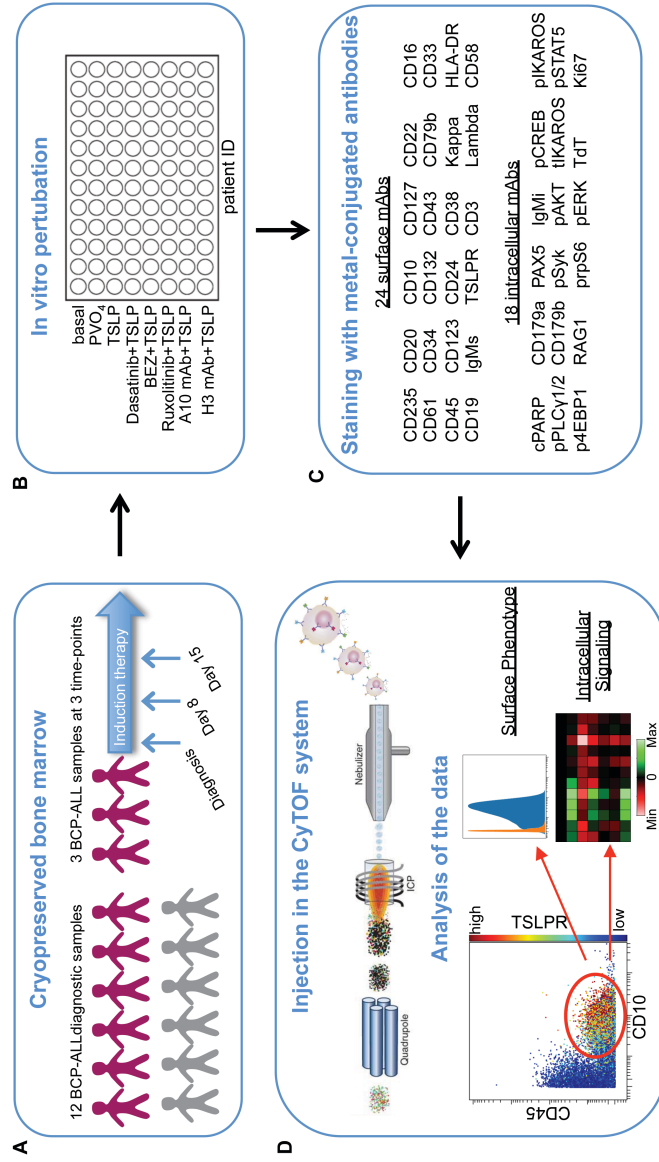 A
Cryopreserved bone marrow
12 BCP-ALLdiagnostic samples
3 BCP-ALL samples at 3 time-points
Induction therapy
Diagnosis
Day 8
Day 15
B
In vitro pertubation
basal
PVO4
TSLP
Dasatinib+TSLP
BEZ+TSLP
Ruxolitinib+TSLP
A10 mAb+TSLP
H3 mAb+TSLP
patient ID
C
Staining with metal-conjugated antibodies
24 surface mAbs
CD235 CD20 CD10 CD127 CD22 CD16
CD61 CD34 CD132 CD43 CD79b CD33
CD45 CD123 CD24 CD38 Kappa HLA-DR
CD19 IgMs TSLPR CD3 Lambda CD58
18 intracellular mAbs
cPARP CD179a PAX5 IgMi pCREB pIKAROS
pPLCγ1/2 CD179b pSyk pAKT tIKAROS pSTAT5
p4EBP1 RAG1 prpS6 pERK TdT Ki67
D
Injection in the CyTOF system
Quadrupole
ICP
Nebulizer
Analysis of the data
CD45
CD10
high
TSLPR
low
Surface Phenotype
Intracellular
Signaling
Min 0 Max